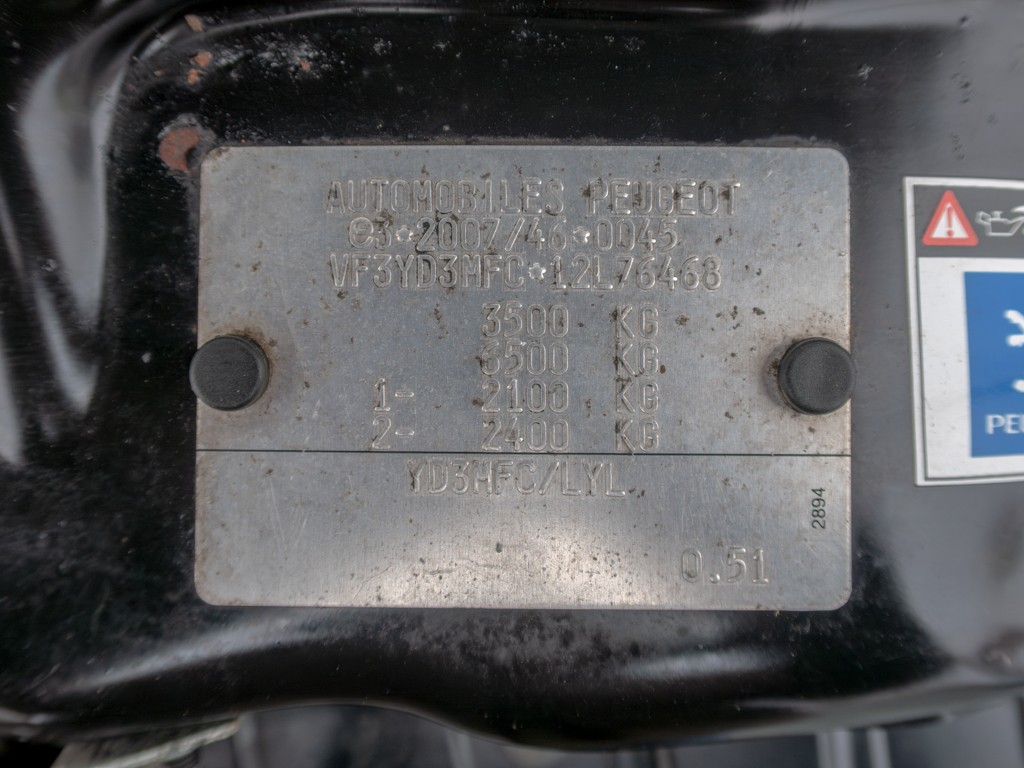 AUTOMOBILES PEUGEOT
e3*2007/46*0045
VF3YD3MFC*12L76468
3500 KG
6500 KG
1- 2100 KG
2- 2400 KG
YD3MFC/LYL
2894
0.51